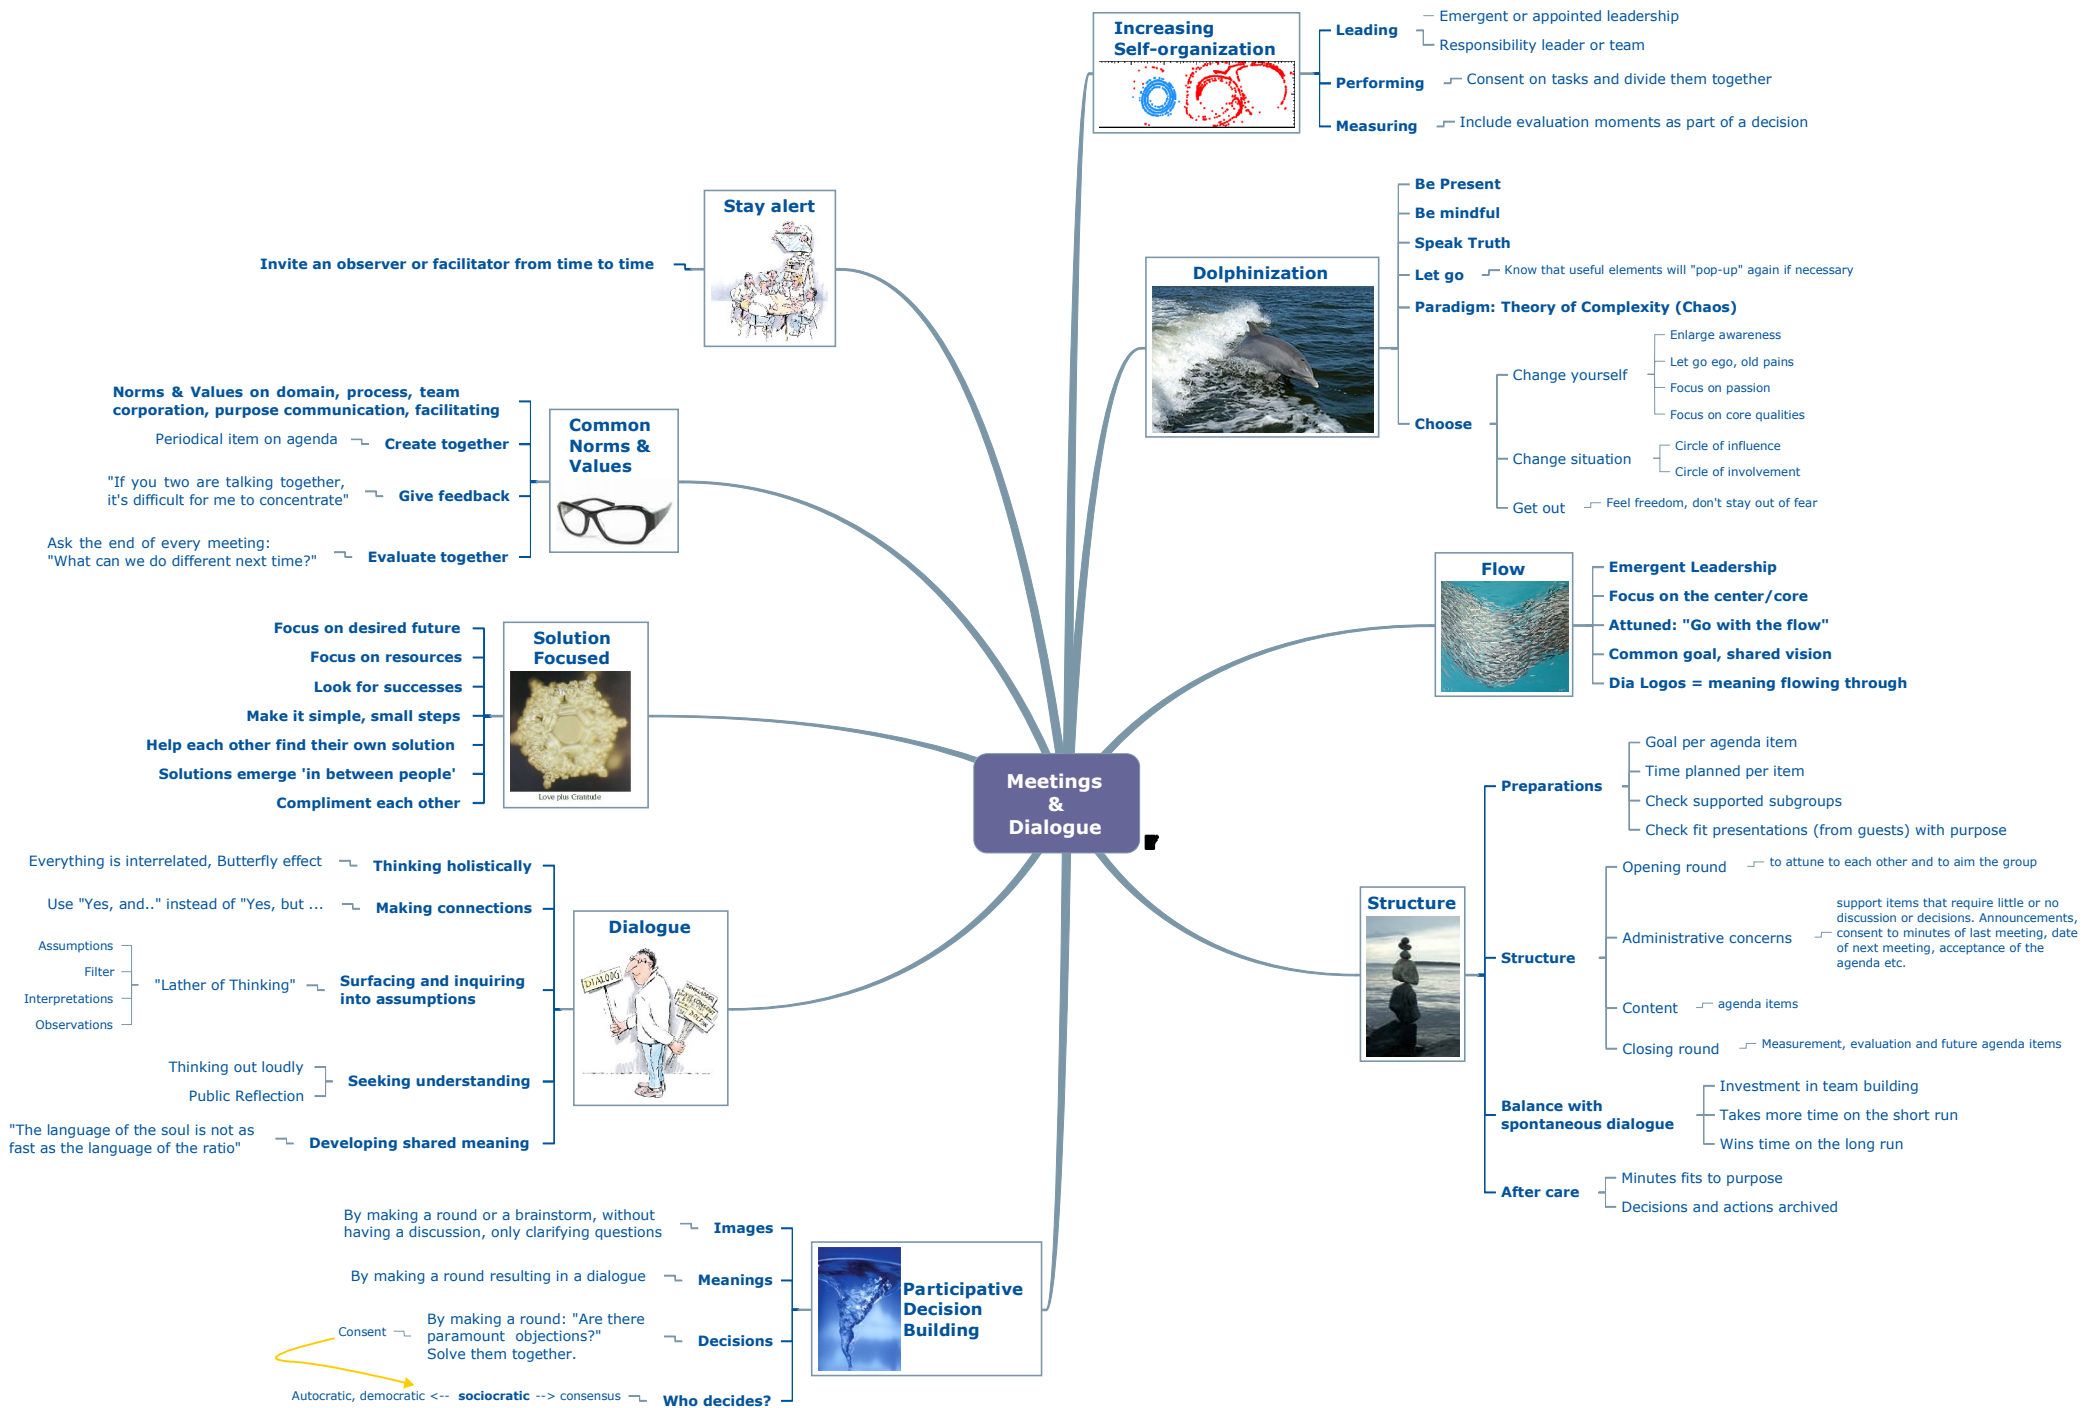 Meetings
&
Dialogue
Increasing
Self-organization
Leading
Emergent or appointed leadership
Responsibility leader or team
Performing
Consent on tasks and divide them together
Measuring
Include evaluation moments as part of a decision
Dolphinization
Be Present
Be mindful
Speak Truth
Let go
Know that useful elements will "pop-up" again if necessary
Paradigm: Theory of Complexity (Chaos)
Choose
Change yourself
Enlarge awareness
Let go ego, old pains
Focus on passion
Focus on core qualities
Change situation
Circle of influence
Circle of involvement
Get out
Feel freedom, don't stay out of fear
Flow
Emergent Leadership
Focus on the center/core
Attuned: "Go with the flow"
Common goal, shared vision
Dia Logos = meaning flowing through
Structure
Preparations
Goal per agenda item
Time planned per item
Check supported subgroups
Check fit presentations (from guests) with purpose
Structure
Opening round
to attune to each other and to aim the group
Administrative concerns
support items that require little or no
discussion or decisions. Announcements,
consent to minutes of last meeting, date
of next meeting, acceptance of the
agenda etc.
Content
agenda items
Closing round
Measurement, evaluation and future agenda items
Balance with
spontaneous dialogue
Investment in team building
Takes more time on the short run
Wins time on the long run
After care
Minutes fits to purpose
Decisions and actions archived
Stay alert
Invite an observer or facilitator from time to time
Common
Norms &
Values
Norms & Values on domain, process, team
corporation, purpose communication, facilitating
Create together
Periodical item on agenda
Give feedback
"If you two are talking together,
it's difficult for me to concentrate"
Evaluate together
Ask the end of every meeting:
"What can we do different next time?"
Solution
Focused
Love plus Gratitude
Focus on desired future
Focus on resources
Look for successes
Make it simple, small steps
Help each other find their own solution
Solutions emerge 'in between people'
Compliment each other
Dialogue
DIALOOG
Thinking holistically
Everything is interrelated, Butterfly effect
Making connections
Use "Yes, and.." instead of "Yes, but ...
Surfacing and inquiring
into assumptions
"Lather of Thinking"
Assumptions
Filter
Interpretations
Observations
Seeking understanding
Thinking out loudly
Public Reflection
Developing shared meaning
"The language of the soul is not as
fast as the language of the ratio"
Participative
Decision
Building
Images
By making a round or a brainstorm, without
having a discussion, only clarifying questions
Meanings
By making a round resulting in a dialogue
Decisions
By making a round: "Are there
paramount objections?"
Solve them together.
Consent
Who decides?
Autocratic, democratic <-- sociocratic --> consensus